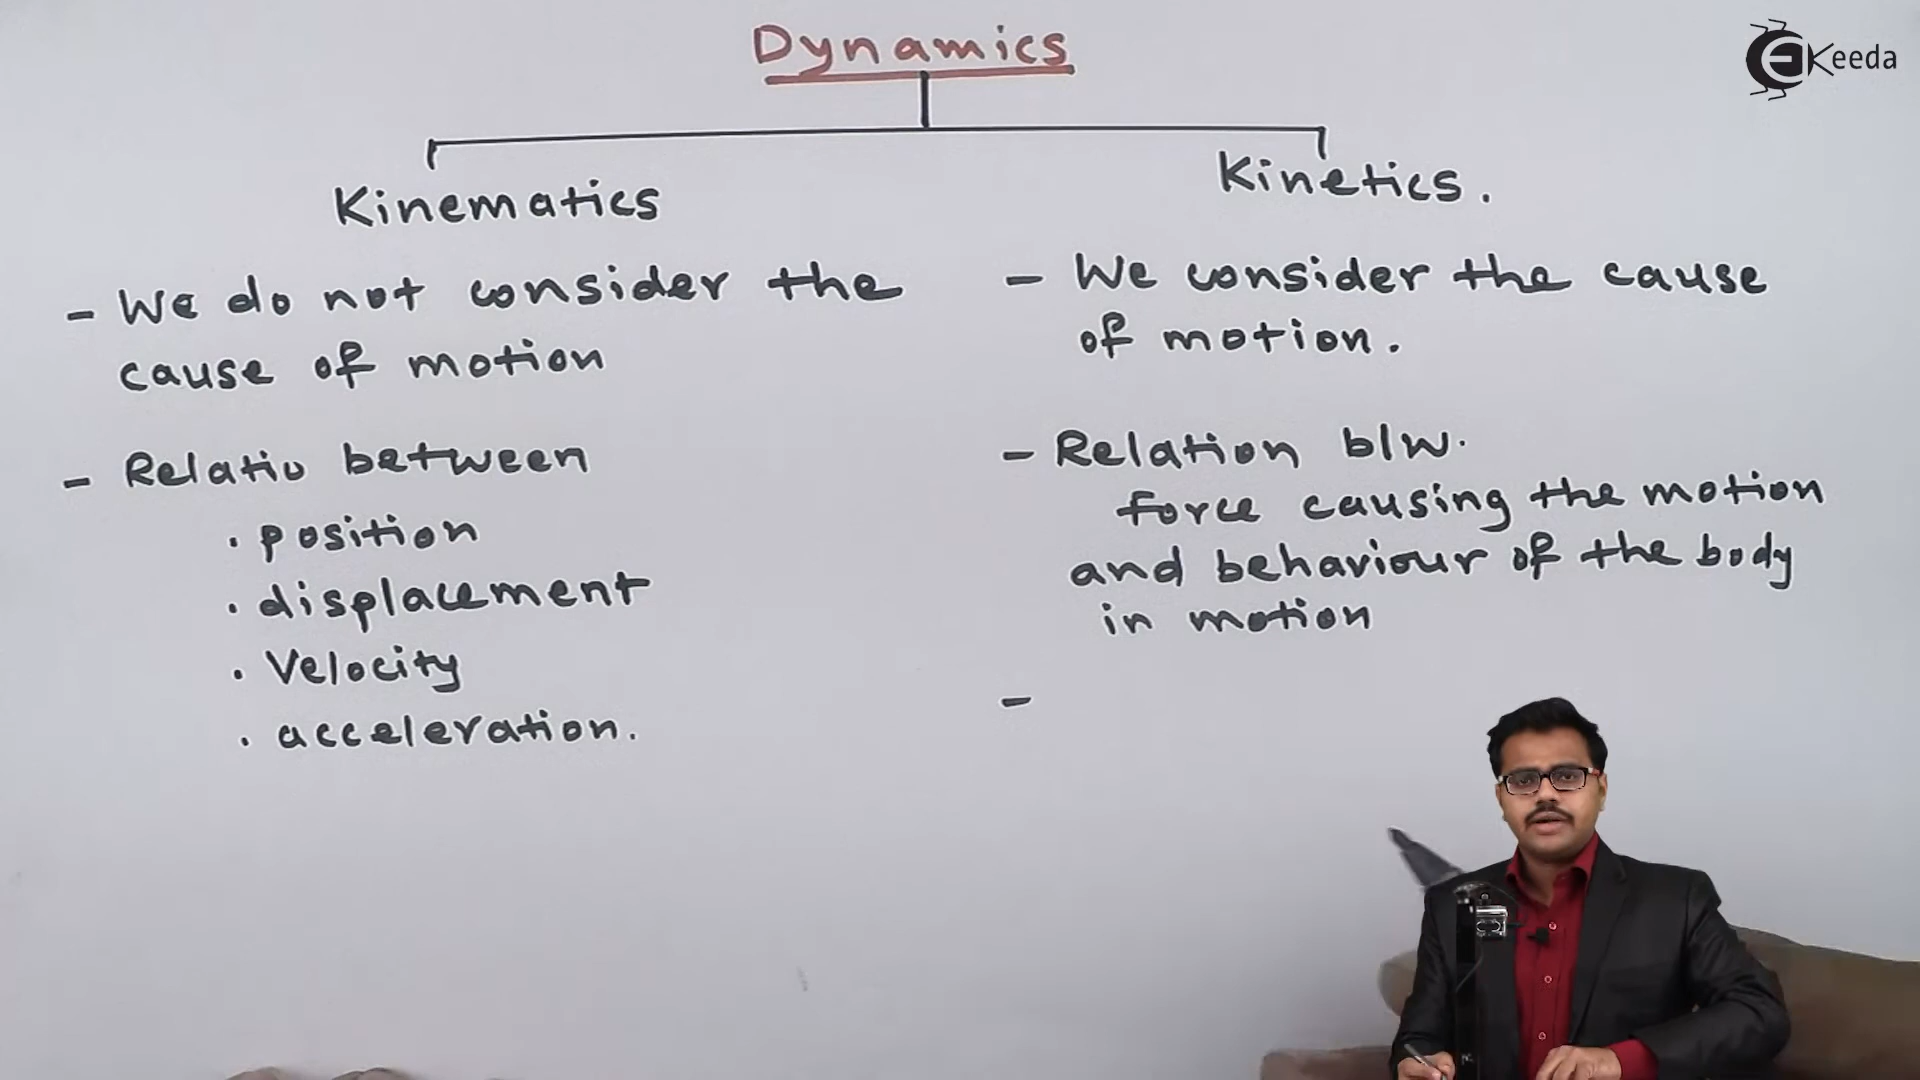 Dynamics
Keeda
Kinematics
Kinetics.
- We do not consider the
cause of motion
- Relatio between
. position
. displacement
. Velocity
. acceleration.
- We consider the cause
of motion.
- Relation b/w.
force causing the motion
and behaviour of the body
in motion
-